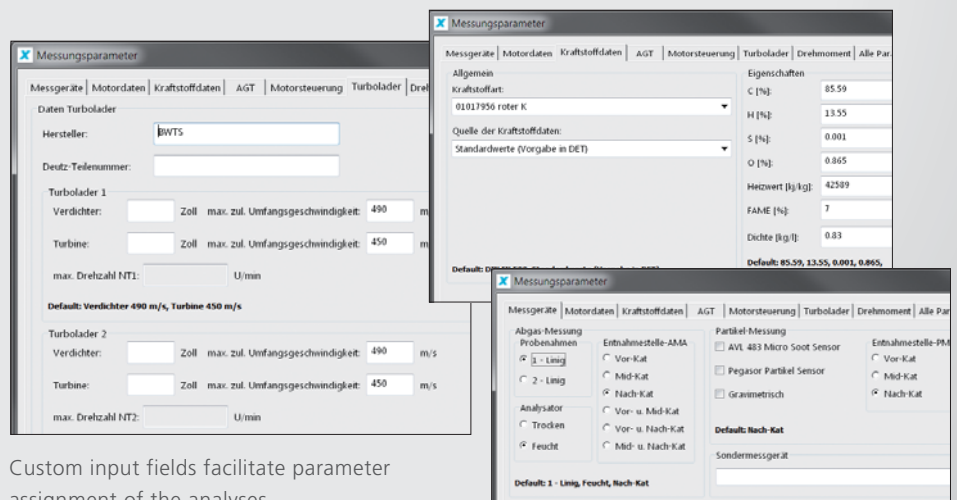 Messungsparameter
Messgeräte Motordaten Kraftstoffdaten AGT Motorsteuerung Turbolader
Daten Turbolader
Hersteller: BWTS
Deutz-Teilenummer:
Turbolader 1
Verdichter: Zoll max. zul. Umfangsgeschwindigkeit: 490
Turbine: Zoll max. zul. Umfangsgeschwindigkeit: 450
max. Drehzahl NT1: U/min
Default: Verdichter 490 m/s, Turbine 450 m/s
Turbolader 2
Verdichter: Zoll max. zul. Umfangsgeschwindigkeit: 490 m/s
Turbine: Zoll max. zul. Umfangsgeschwindigkeit: 450 m/s
max. Drehzahl NT2: U/min
Messungsparameter
Messgeräte Motordaten Kraftstoffdaten AGT Motorsteuerung Turbolader Drehmoment Alle Par.
Allgemein
Kraftstoffart:
01017956 roter K
Quelle der Kraftstoffdaten:
Standardwerte (Vorgabe in DET)
Eigenschaften
C [%]: 85.59
H [%]: 13.55
S [%]: 0.001
O [%]: 0.865
Heizwert [kj/kg]: 42589
FAME [%]: 7
Dichte [kg/l]: 0.83
Default: 85.59, 13.55, 0.001, 0.865,
Messungsparameter
Messgeräte Motordaten Kraftstoffdaten AGT Motorsteuerung Turbolader Drehmoment Alle Par
Abgas-Messung
Probenahmen
1 - Linig
2 - Linig
Analysator
Trocken
Feucht
Entnahmestelle-AMA
Vor-Kat
Mid-Kat
Nach-Kat
Vor- u. Mid-Kat
Vor- u. Nach-Kat
Mid- u. Nach-Kat
Default: 1 - Linig, Feucht, Nach-Kat
Partikel-Messung
AVL 483 Micro Soot Sensor
Pegasor Partikel Sensor
Gravimetrisch
Entnahmestelle-PM
Vor-Kat
Mid-Kat
Nach-Kat
Default: Nach-Kat
Sondermessgerät
Custom input fields facilitate parameter
assignment of the analyses